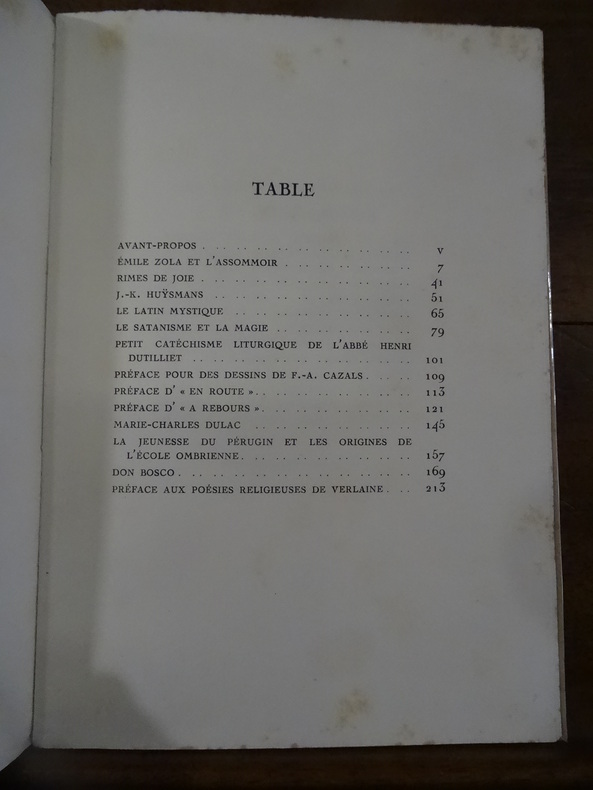 TABLE
AVANT-PROPOS . . . . . . . . . . . . V
ÉMILE ZOLA ET L'ASSOMMOIR . . . . . . . 7
RIMES DE JOIE . . . . . . . . . . . . 41
J.-K. HUŸSMANS . . . . . . . . . . . 51
LE LATIN MYSTIQUE . . . . . . . . . . 65
LE SATANISME ET LA MAGIE . . . . . . . 79
PETIT CATÉCHISME LITURGIQUE DE L'ABBÉ HENRI
DUTILLIET . . . . . . . . . . . . 101
PRÉFACE POUR DES DESSINS DE F.-A. CAZALS . . . 109
PRÉFACE D' « EN ROUTE » . . . . . . . . 113
PRÉFACE D' « A REBOURS » . . . . . . . . 121
MARIE-CHARLES DULAC . . . . . . . . . 145
LA JEUNESSE DU PÉRUGIN ET LES ORIGINES DE
L'ÉCOLE OMBRIENNE . . . . . . . . . 157
DON BOSCO . . . . . . . . . . . . . 169
PRÉFACE AUX POÉSIES RELIGIEUSES DE VERLAINE . . . 213